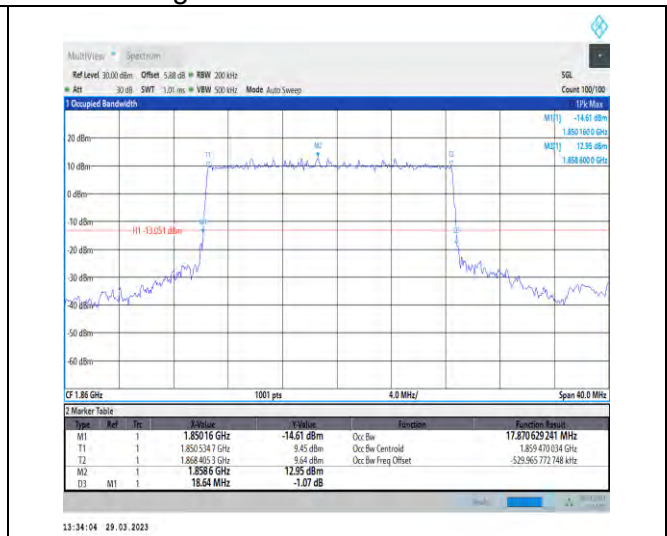 MultiView Spectrum
Ref Level 30.00 dBm Offset 5.88 dB RBW 200 kHz SGL
Att 30 dB SWT 1.01 ms VBW 500 kHz Mode Auto Sweep Count 100/100
1 Occupied Bandwidth 1Pk Max
M1[1] -14.61 dBm
1.850 160 0 GHz
M2[1] 12.95 dBm
1.858 600 0 GHz
20 dBm
T1 M2 T2
10 dBm
0 dBm
-10 dBm
M1
H1 -13.051 dBm
-20 dBm
-30 dBm
-40 dBm
-50 dBm
-60 dBm
CF 1.86 GHz 1001 pts 4.0 MHz/ Span 40.0 MHz
2 Marker Table
Type Ref Trc X-Value Y-Value Function Function Result
M1 1 1.85016 GHz -14.61 dBm Occ Bw 17.870 629 241 MHz
T1 1 1.850 534 7 GHz 9.45 dBm Occ Bw Centroid 1.859 470 034 GHz
T2 1 1.868 405 3 GHz 9.64 dBm Occ Bw Freq Offset -529.965 772 748 kHz
M2 1 1.858 6 GHz 12.95 dBm
D3 M1 1 18.64 MHz -1.07 dB
13:34:04 29.03.2023